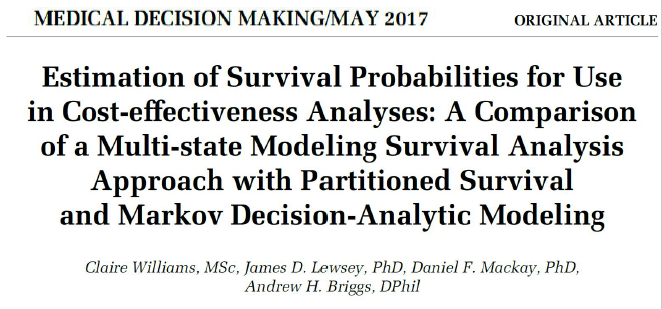 MEDICAL DECISION MAKING/MAY 2017 ORIGINAL ARTICLE
Estimation of Survival Probabilities for Use
in Cost-effectiveness Analyses: A Comparison
of a Multi-state Modeling Survival Analysis
Approach with Partitioned Survival
and Markov Decision-Analytic Modeling
Claire Williams, MSc, James D. Lewsey, PhD, Daniel F. Mackay, PhD,
Andrew H. Briggs, DPhil